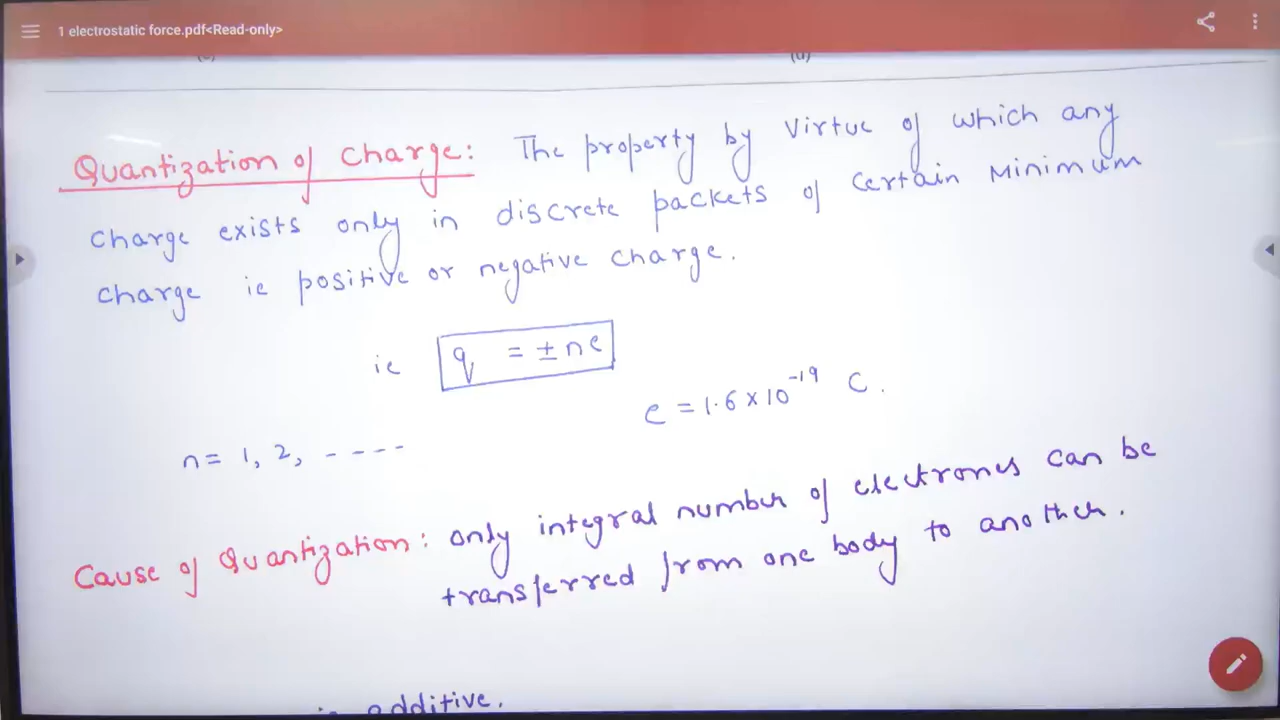 1 electrostatic force.pdf<Read-only>
Quantization of charge: The property by Virtue of which any
charge exists only in discrete packets of certain Minimum
charge ie positive or negative charge.
ie q = ±ne
e = 1.6 × 10⁻¹⁹ C.
n = 1, 2, ----
Cause of Quantization: only integral number of electrones can be
transferred from one body to another.
additive.